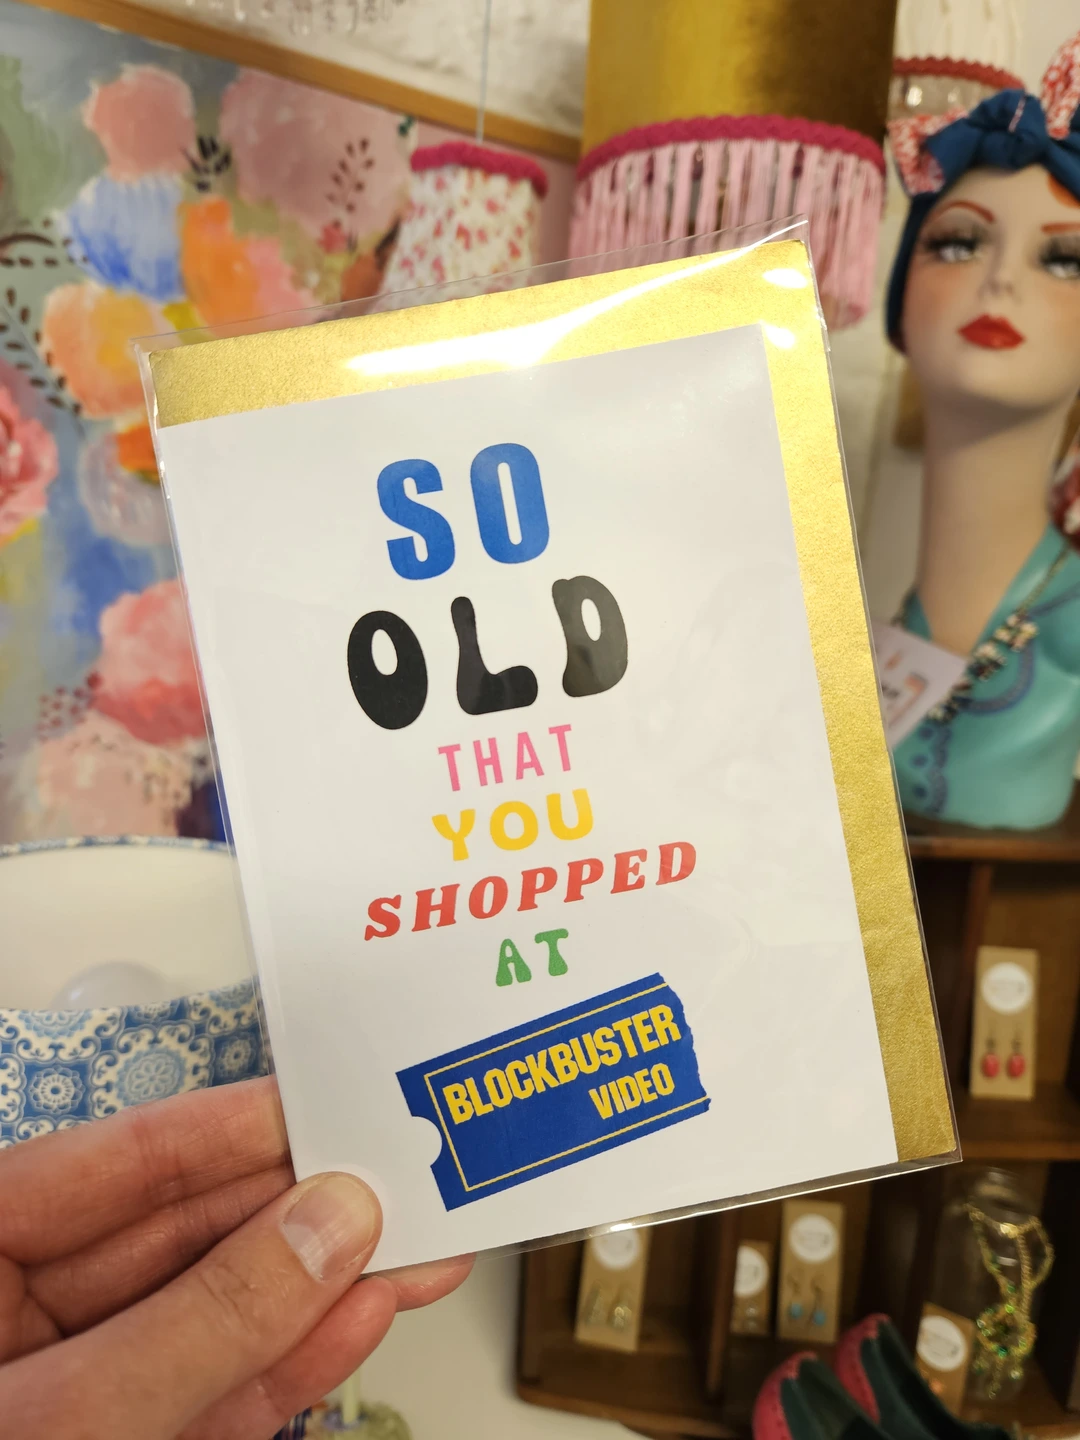 SO
OLD
THAT
YOU
SHOPPED
AT
BLOCKBUSTER
VIDEO